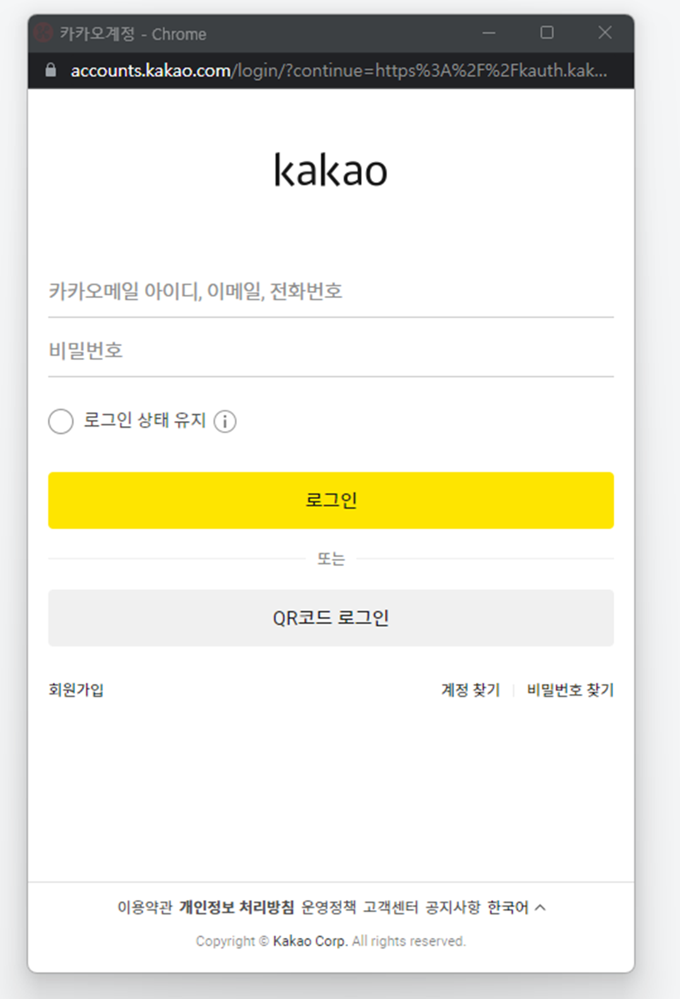 카카오계정 - Chrome
accounts.kakao.com/login/?continue=https%3A%2F%2Fkauth.kak...
kakao
카카오메일 아이디, 이메일, 전화번호
비밀번호
로그인 상태 유지
로그인
또는
QR코드 로그인
회원가입 계정 찾기 비밀번호 찾기
이용약관 개인정보 처리방침 운영정책 고객센터 공지사항 한국어
Copyright © Kakao Corp. All rights reserved.